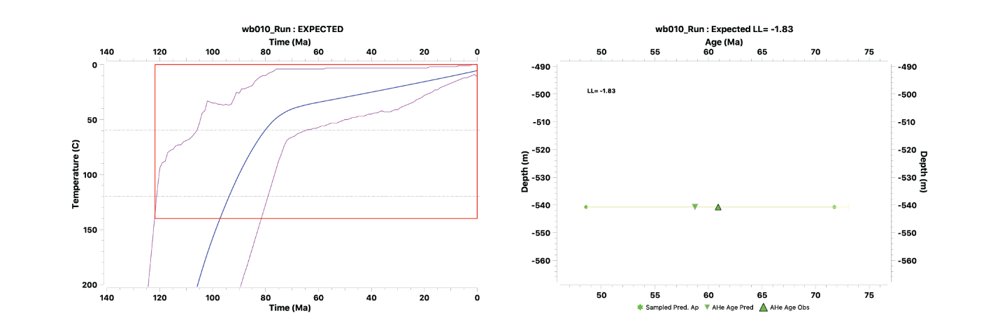 wb010_Run : EXPECTED
Time (Ma)
140 120 100 80 60 40 20 0
0
50
100
150
200
Temperature (C)
140 120 100 80 60 40 20 0
Time (Ma)
wb010_Run : Expected LL= -1.83
Age (Ma)
50 55 60 65 70 75
-490 -490
LL= -1.83
-500 -500
-510 -510
-520 -520
-530 -530
-540 -540
-550 -550
-560 -560
Depth (m)
Depth (m)
50 55 60 65 70 75
Sampled Pred. Ap AHe Age Pred AHe Age Obs